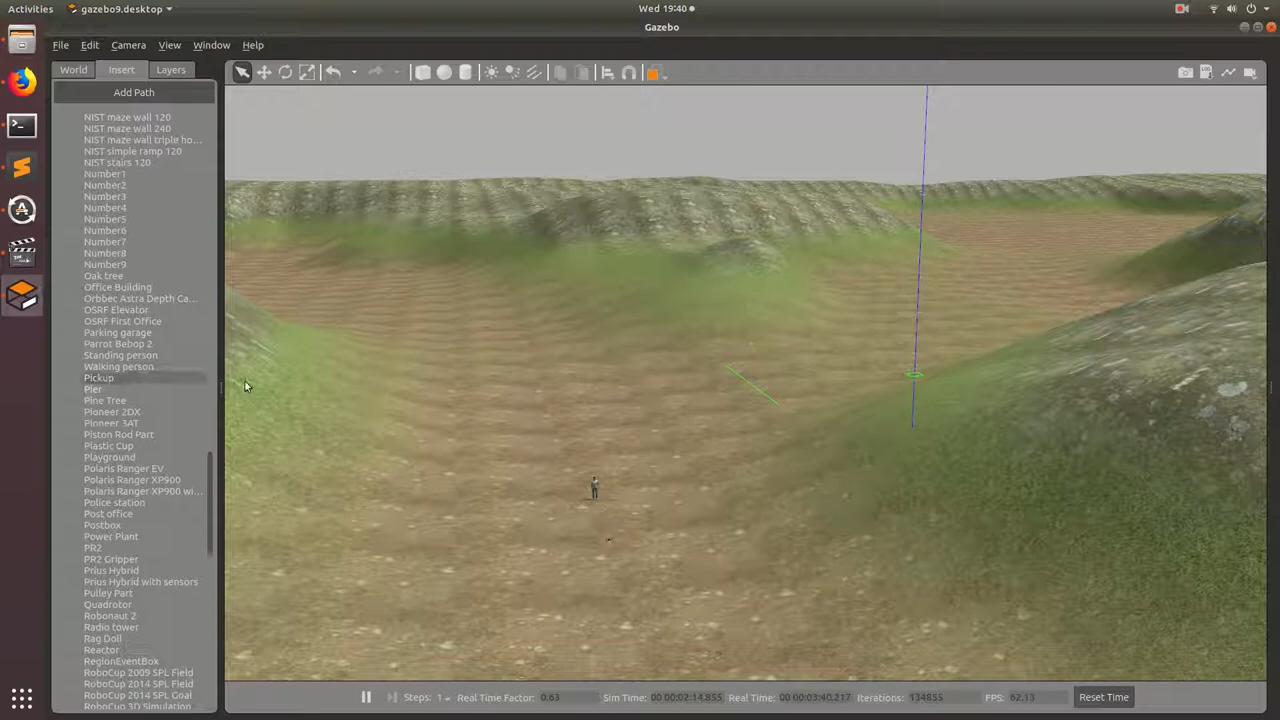 Activities
gazebo9.desktop
Wed 19:40
Gazebo
File Edit Camera View Window Help
World Insert Layers
Add Path
NIST maze wall 120
NIST maze wall 240
NIST maze wall triple ho...
NIST simple ramp 120
NIST stairs 120
Number1
Number2
Number3
Number4
Number5
Number6
Number7
Number8
Number9
Oak tree
Office Building
Orbbec Astra Depth Ca...
OSRF Elevator
OSRF First Office
Parking garage
Parrot Bebop 2
Standing person
Walking person
Pickup
Pier
Pine Tree
Pioneer 2DX
Pioneer 3AT
Piston Rod Part
Plastic Cup
Playground
Polaris Ranger EV
Polaris Ranger XP900
Polaris Ranger XP900 wi...
Police station
Post office
Postbox
Power Plant
PR2
PR2 Gripper
Prius Hybrid
Prius Hybrid with sensors
Pulley Part
Quadrotor
Robonaut 2
Radio tower
Rag Doll
Reactor
RegionEventBox
RoboCup 2009 SPL Field
RoboCup 2014 SPL Field
RoboCup 2014 SPL Goal
RoboCup 3D Simulation
Steps: 1 Real Time Factor: 0.63 Sim Time: 00 00:02:14.855 Real Time: 00 00:03:40.217 Iterations: 134855 FPS: 62.13 Reset Time